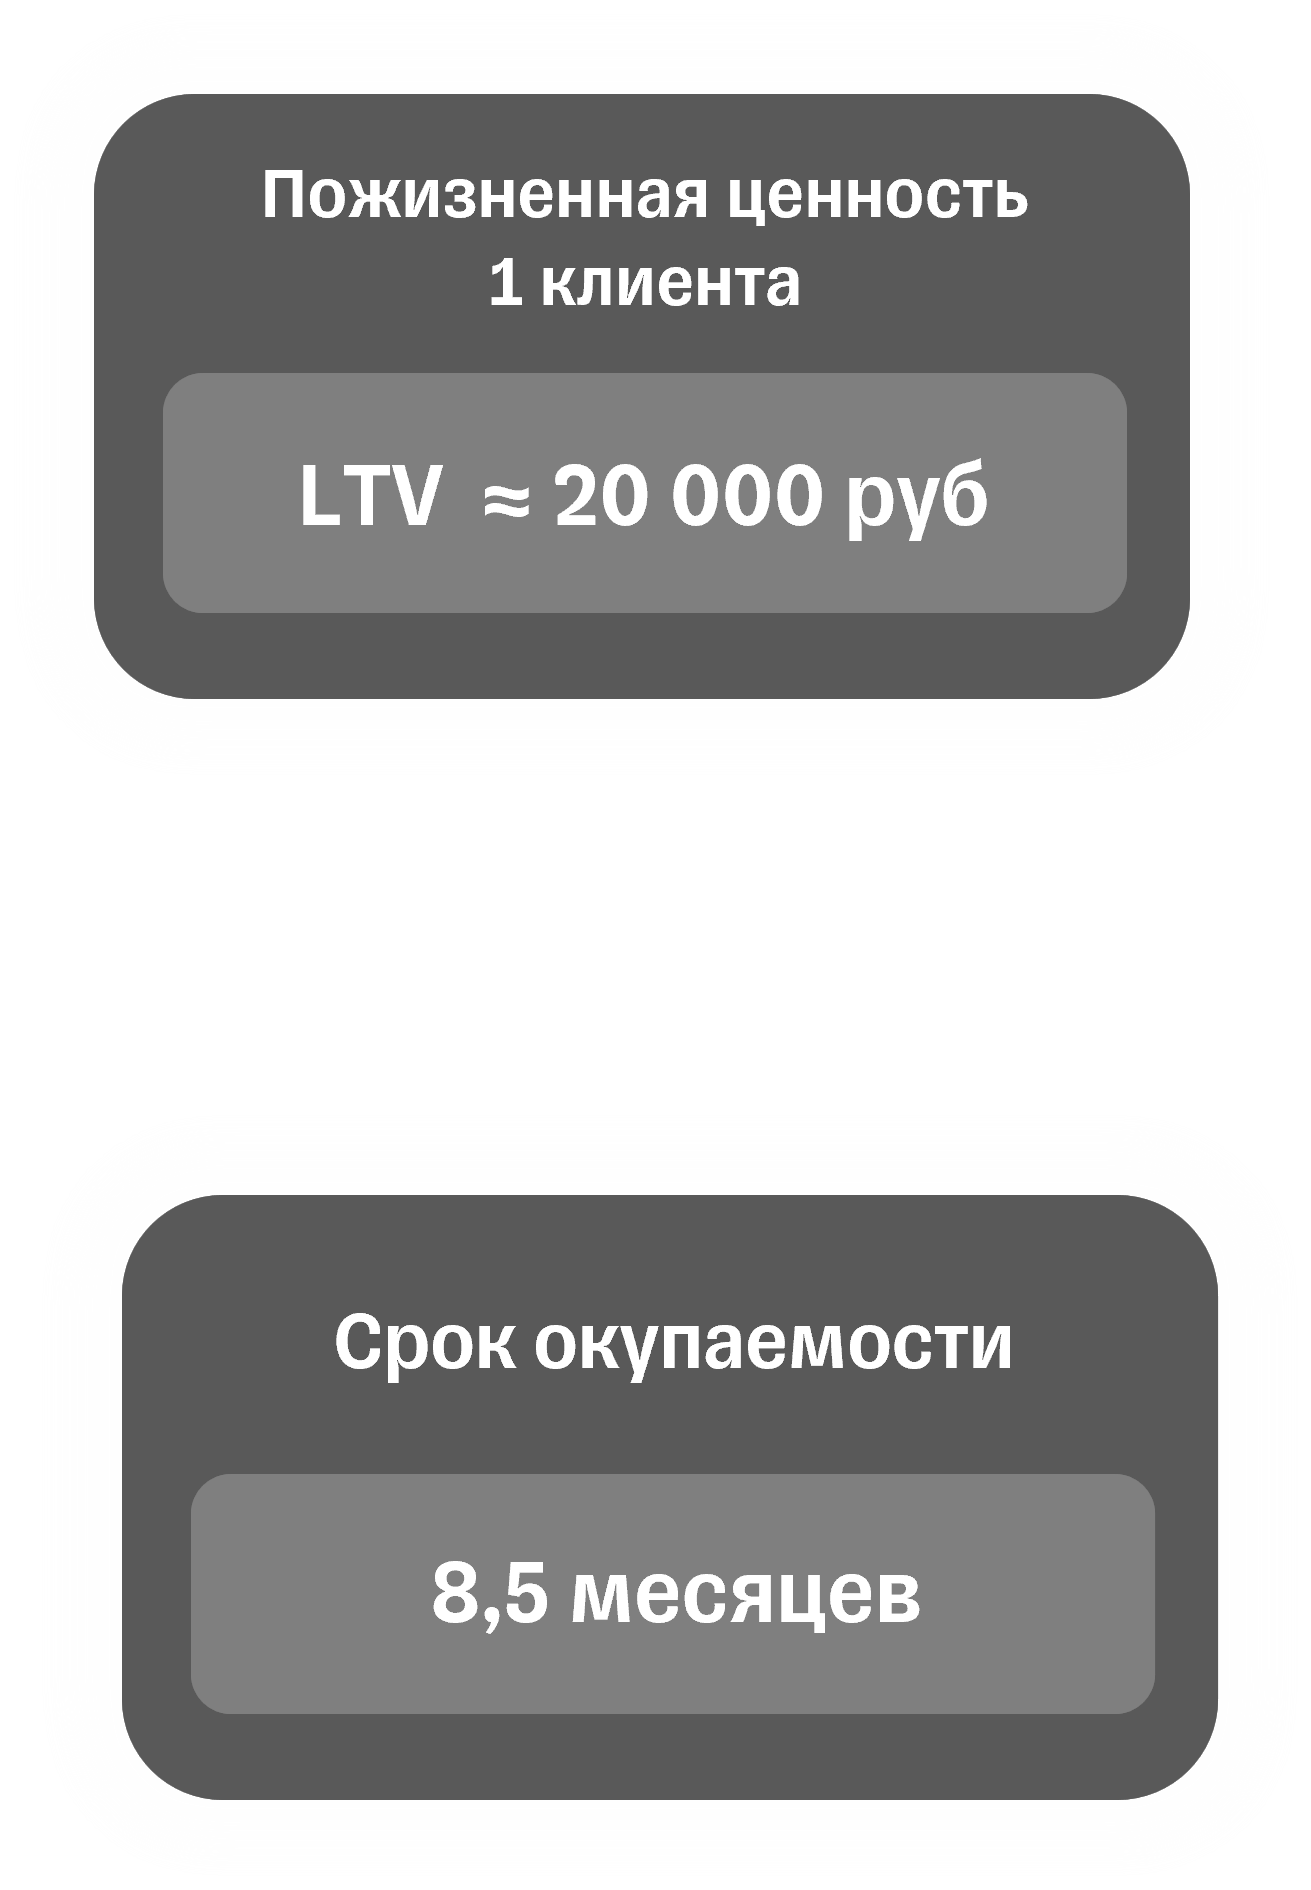 Пожизненная ценность
1 клиента
LTV ≈ 20 000 руб
Срок окупаемости
8,5 месяцев